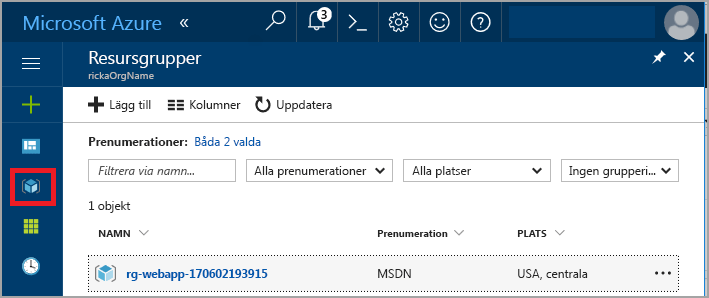 Microsoft Azure «
3
Resursgrupper
rickaOrgName
Lägg till Kolumner Uppdatera
Prenumerationer: Båda 2 valda
Filtrera via namn... Alla prenumerationer Alla platser Ingen grupperi...
1 objekt
NAMN Prenumeration PLATS
rg-webapp-170602193915 MSDN USA, centrala ...